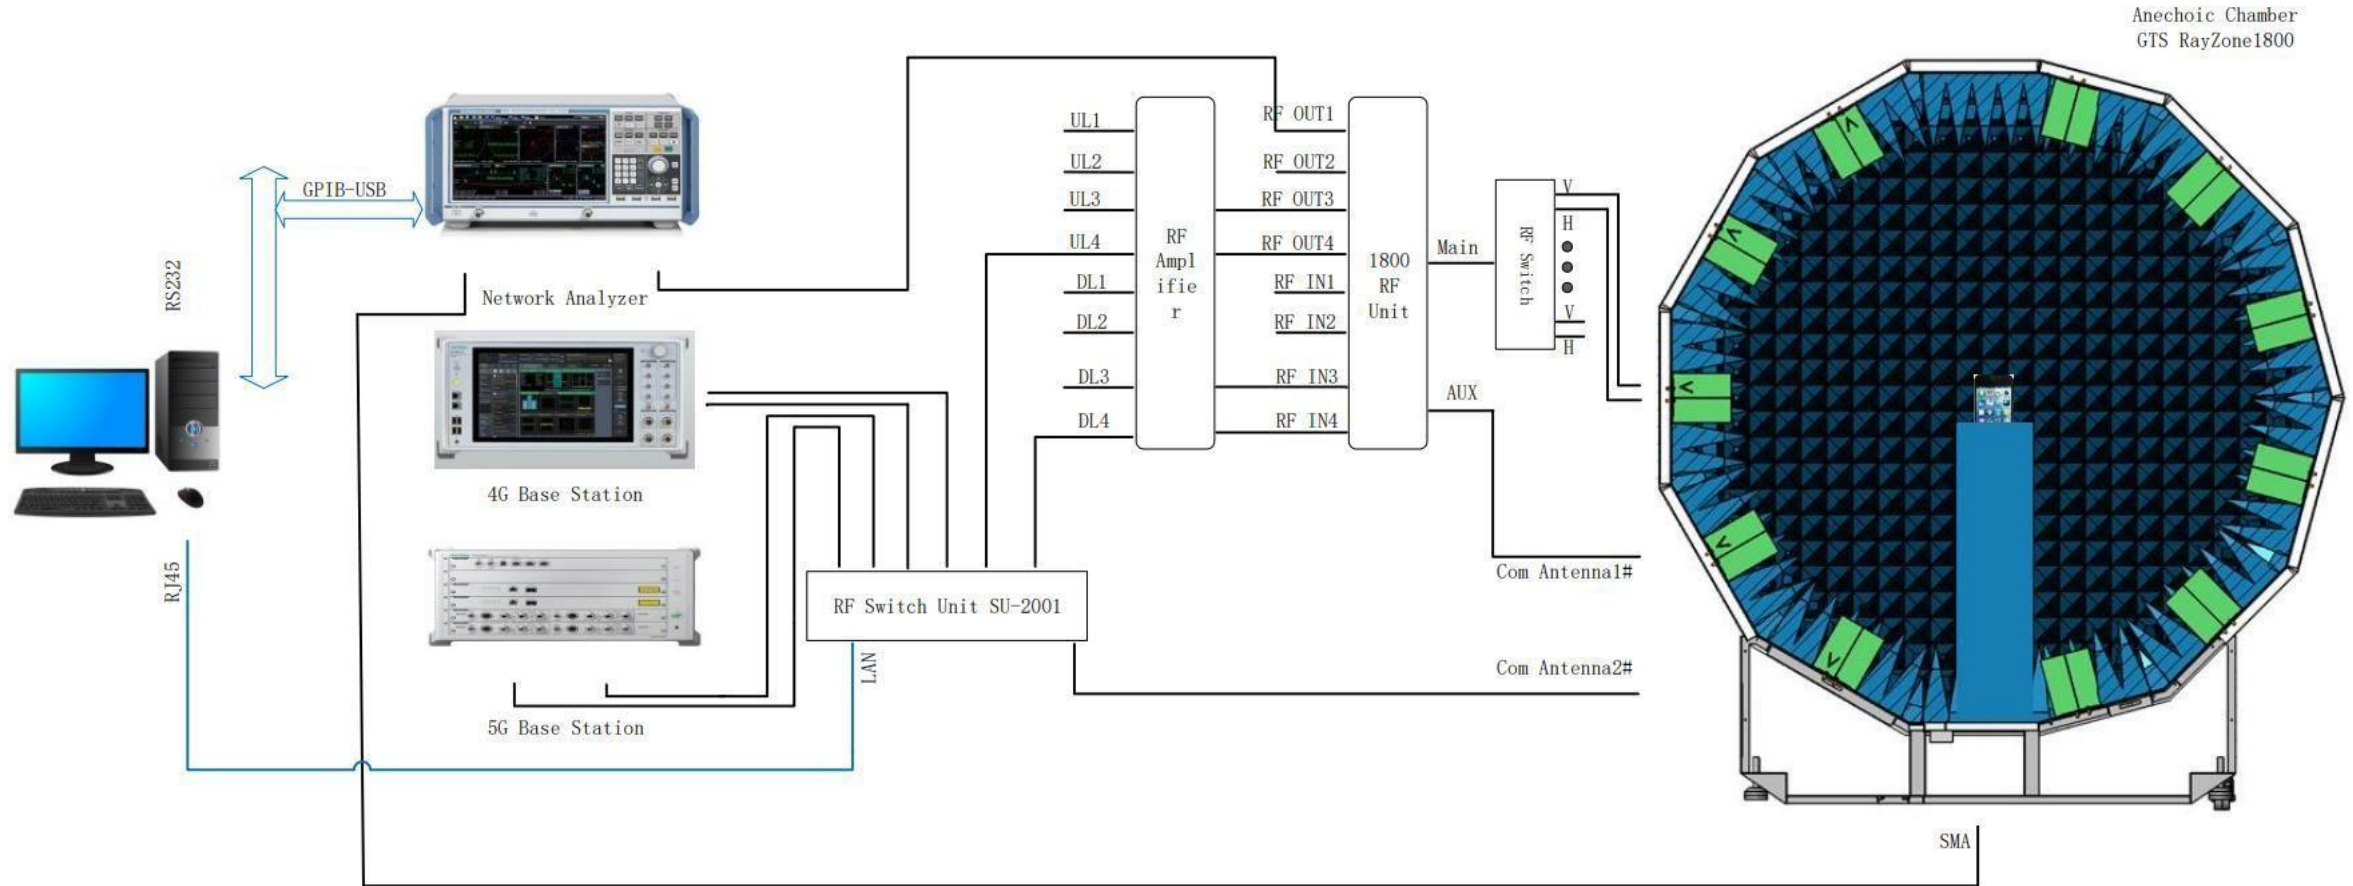 Anechoic Chamber
GTS RayZone1800
GPIB-USB
RS232
Network Analyzer
4G Base Station
5G Base Station
RJ45
LAN
RF Switch Unit SU-2001
UL1
UL2
UL3
UL4
DL1
DL2
DL3
DL4
RF
Ampl
ifie
r
RF OUT1
RF OUT2
RF OUT3
RF OUT4
RF IN1
RF IN2
RF IN3
RF IN4
1800
RF
Unit
Main
AUX
RF Switch
V
H
V
H
Com Antenna1#
Com Antenna2#
V
V
V
V
V
SMA